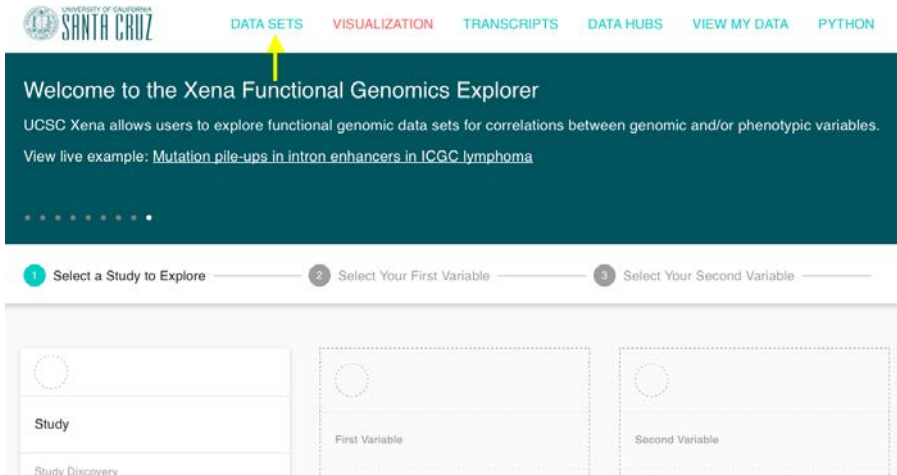 UNIVERSITY OF CALIFORNIA
SANTA CRUZ
DATA SETS VISUALIZATION TRANSCRIPTS DATA HUBS VIEW MY DATA PYTHON
Welcome to the Xena Functional Genomics Explorer
UCSC Xena allows users to explore functional genomic data sets for correlations between genomic and/or phenotypic variables.
View live example: Mutation pile-ups in intron enhancers in ICGC lymphoma
1 Select a Study to Explore 2 Select Your First Variable 3 Select Your Second Variable
Study
First Variable Second Variable
Study Discovery